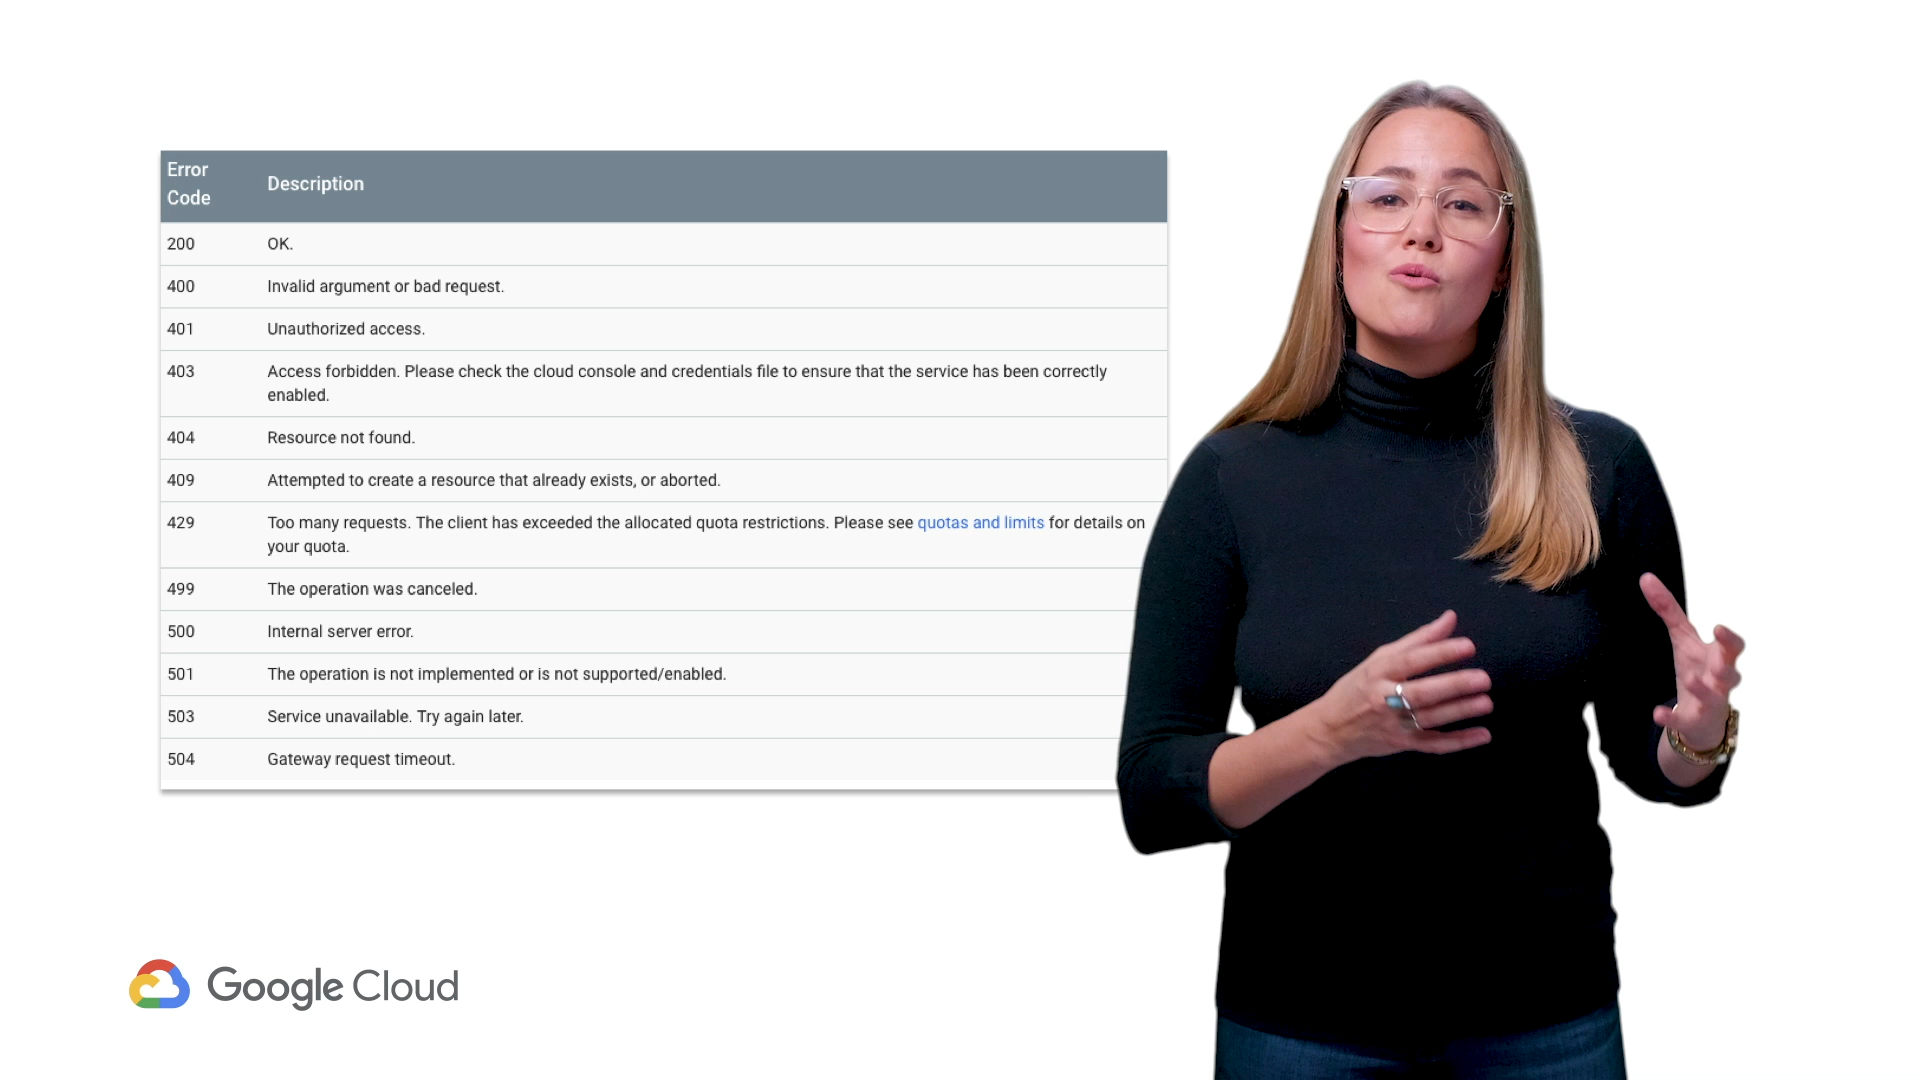 Error
Code
Description
200 OK.
400 Invalid argument or bad request.
401 Unauthorized access.
403 Access forbidden. Please check the cloud console and credentials file to ensure that the service has been correctly
enabled.
404 Resource not found.
409 Attempted to create a resource that already exists, or aborted.
429 Too many requests. The client has exceeded the allocated quota restrictions. Please see quotas and limits for details on
your quota.
499 The operation was canceled.
500 Internal server error.
501 The operation is not implemented or is not supported/enabled.
503 Service unavailable. Try again later.
504 Gateway request timeout.
Google Cloud